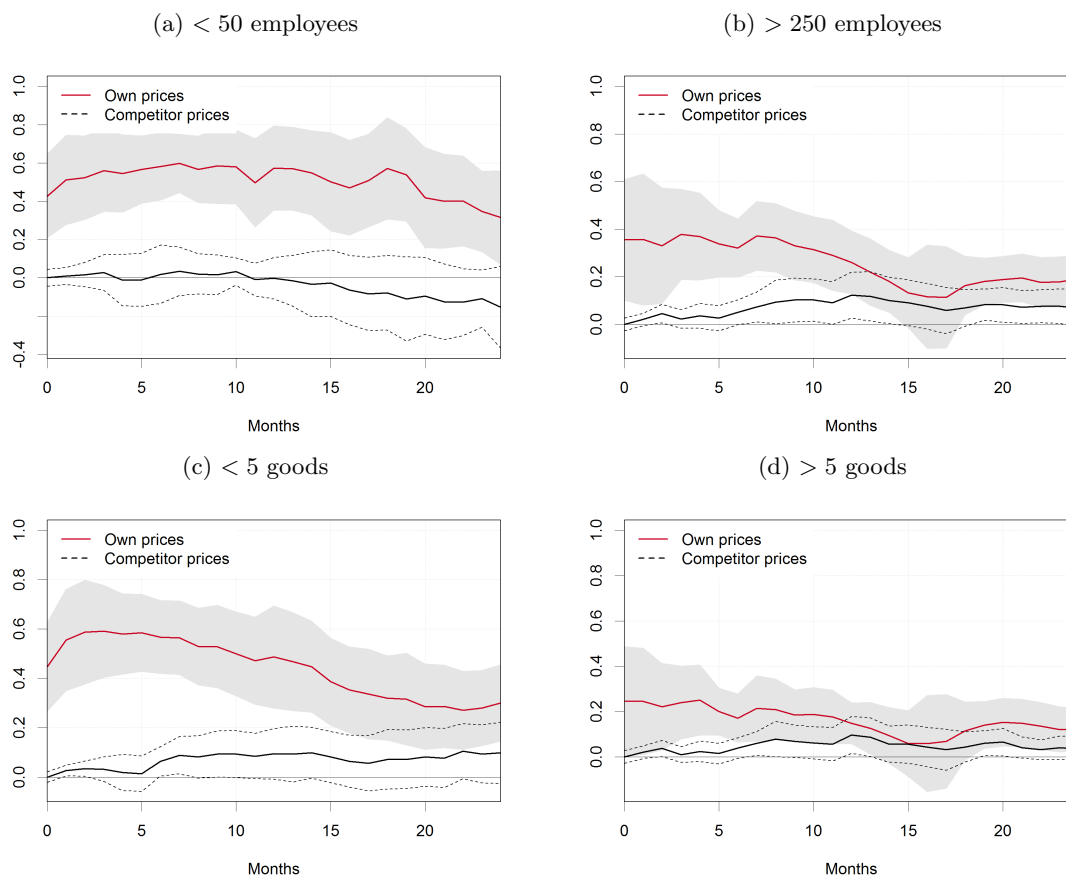 (a) < 50 employees
1.0
0.8
0.6
0.4
0.2
0.0
-0.4
Own prices
Competitor prices
0 5 10 15 20
Months
(b) > 250 employees
1.0
0.8
0.6
0.4
0.2
0.0
Own prices
Competitor prices
0 5 10 15 20
Months
(c) < 5 goods
1.0
0.8
0.6
0.4
0.2
0.0
Own prices
Competitor prices
0 5 10 15 20
Months
(d) > 5 goods
1.0
0.8
0.6
0.4
0.2
0.0
Own prices
Competitor prices
0 5 10 15 20
Months